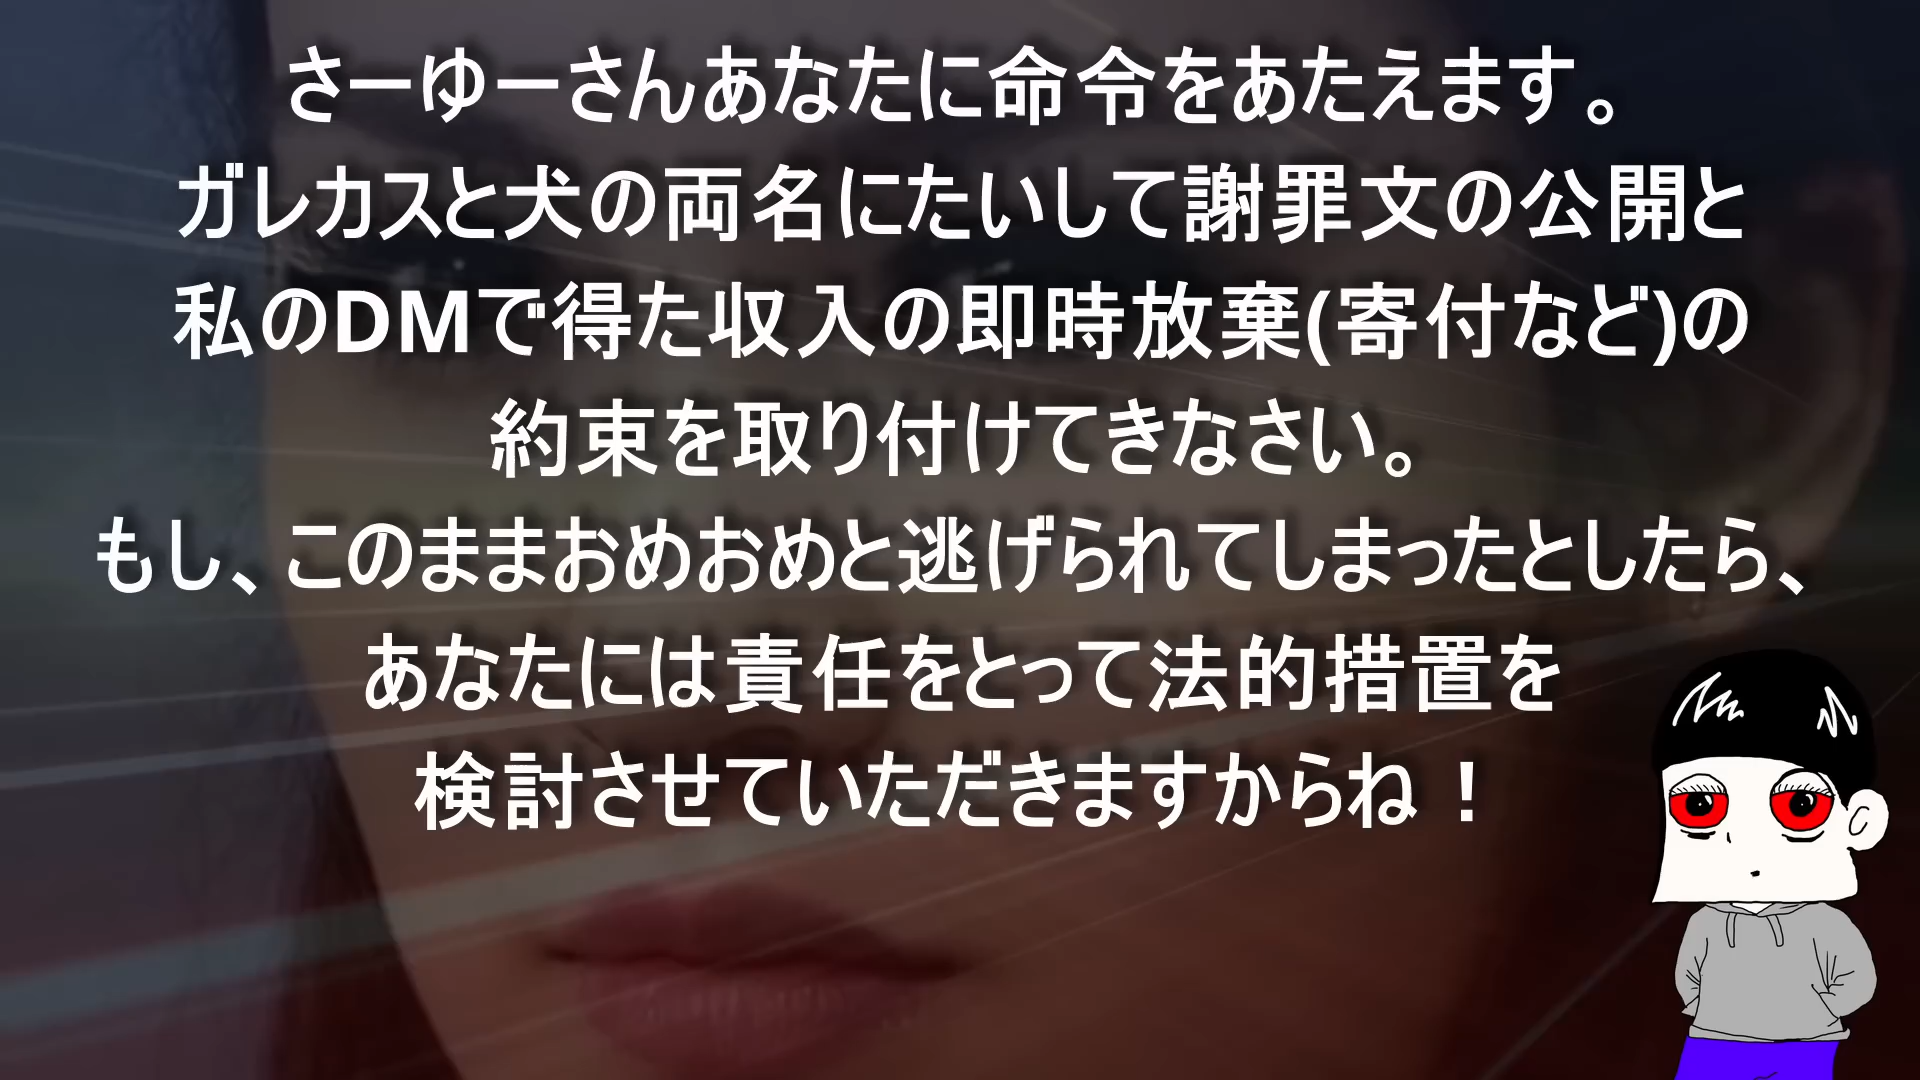 さーゆーさんあなたに命令をあたえます。
ガレカスと犬の両名にたいして謝罪文の公開と
私のDMで得た収入の即時放棄(寄付など)の
約束を取り付けてきなさい。
もし、このままおめおめと逃げられてしまったとしたら、
あなたには責任をとって法的措置を
検討させていただきますからね！